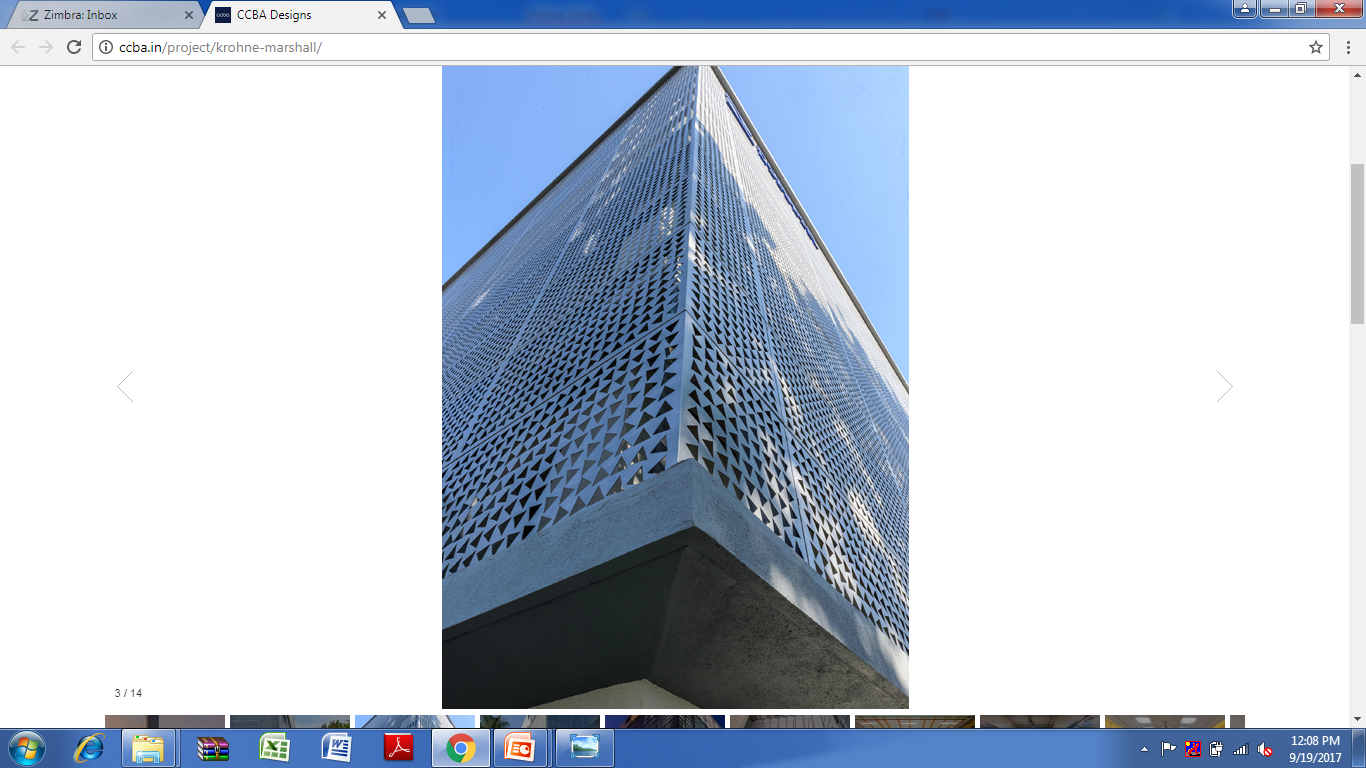 Zimbra: Inbox
CCBA Designs
ccba.in/project/krohne-marshall/
3 / 14
12:08 PM
9/19/2017